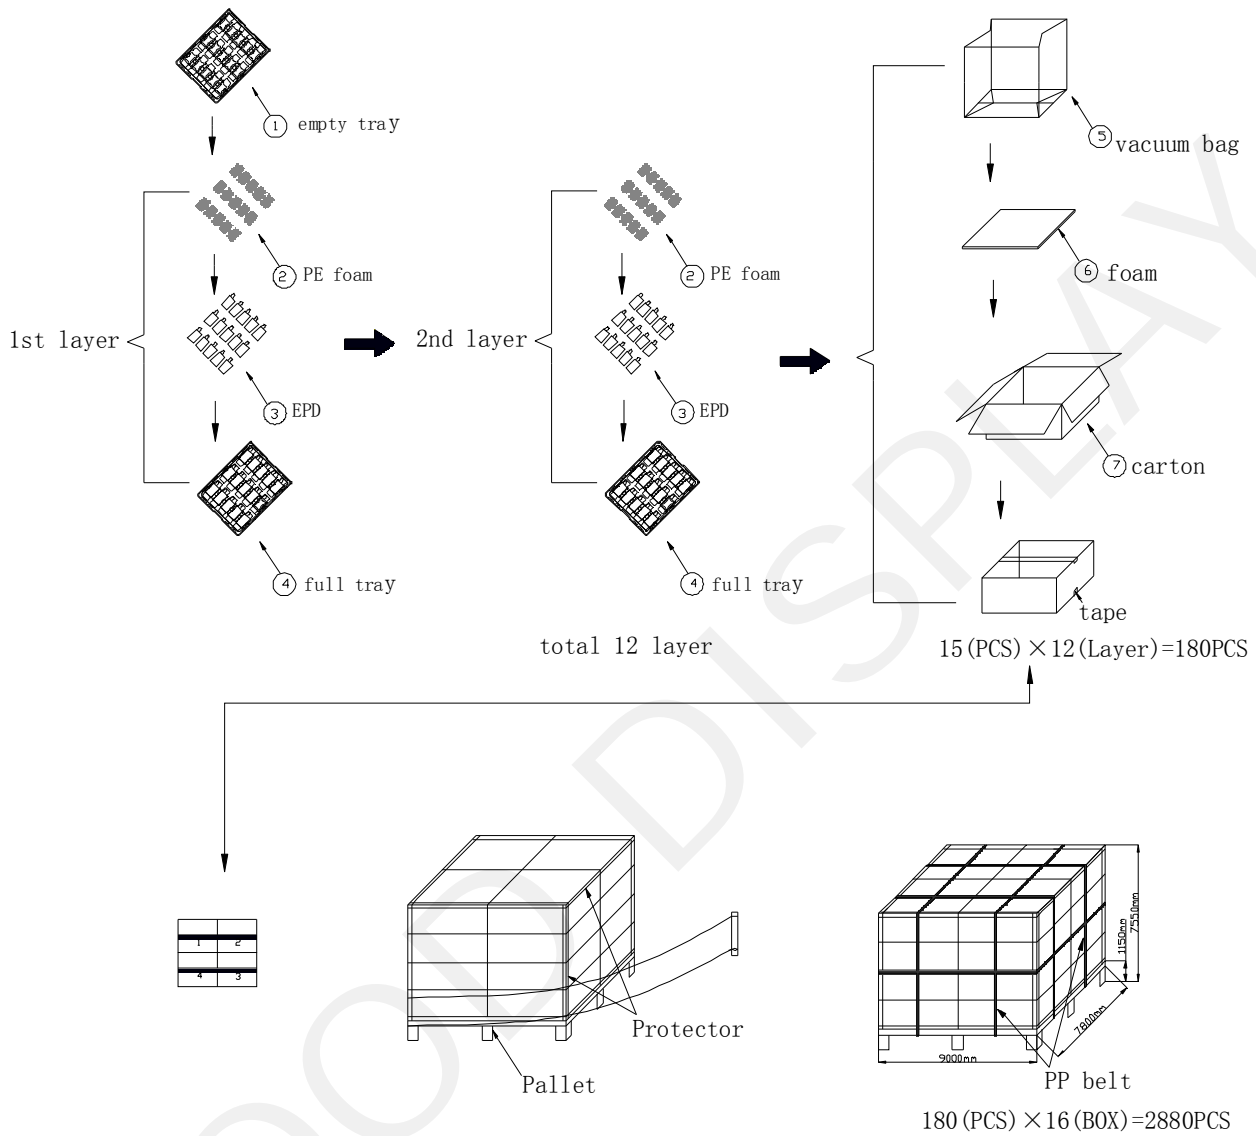 1 empty tray
5 vacuum bag
2 PE foam
2 PE foam
6 foam
1st layer
2nd layer
3 EPD
3 EPD
7 carton
4 full tray
4 full tray
tape
total 12 layer
15(PCS)×12(Layer)=180PCS
1 2
4 3
Protector
Pallet
7550mm
1150mm
7800mm
9000mm
PP belt
180(PCS)×16(BOX)=2880PCS
OOD DISPLAY